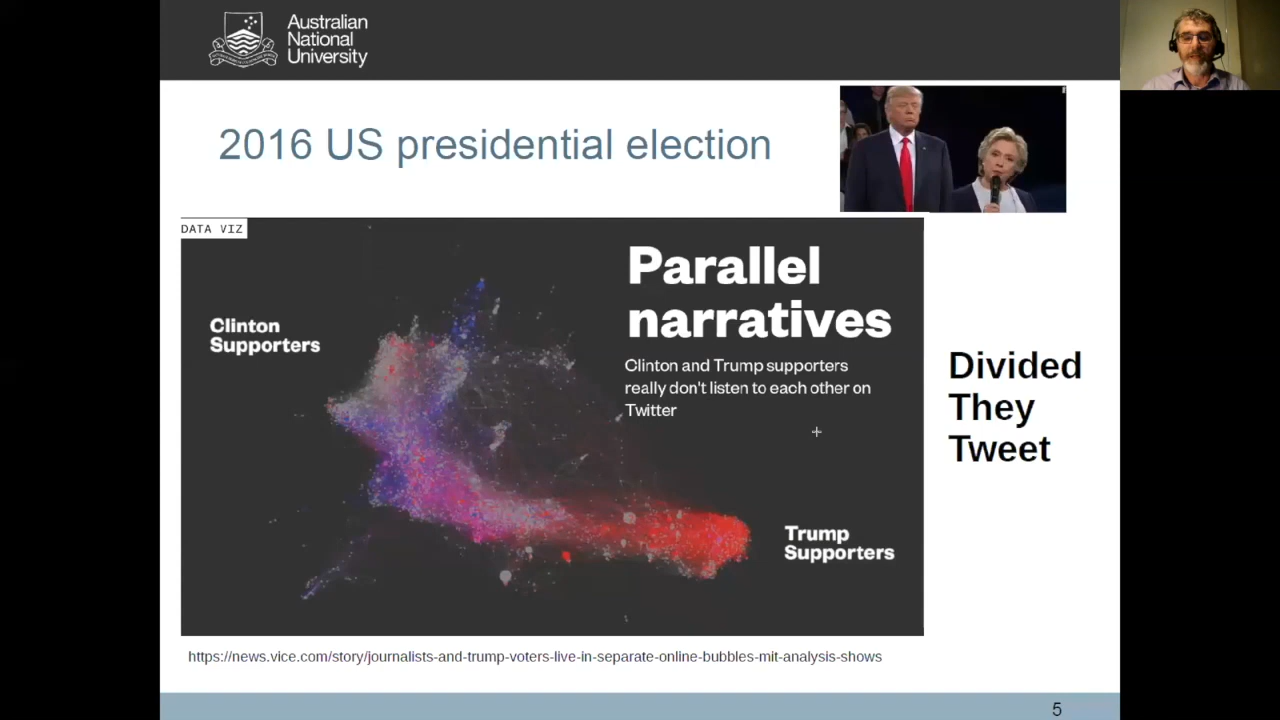 Australian
National
University
2016 US presidential election
DATA VIZ
Parallel
narratives
Clinton and Trump supporters
really don't listen to each other on
Twitter
Clinton
Supporters
Trump
Supporters
Divided
They
Tweet
https://news.vice.com/story/journalists-and-trump-voters-live-in-separate-online-bubbles-mit-analysis-shows
5